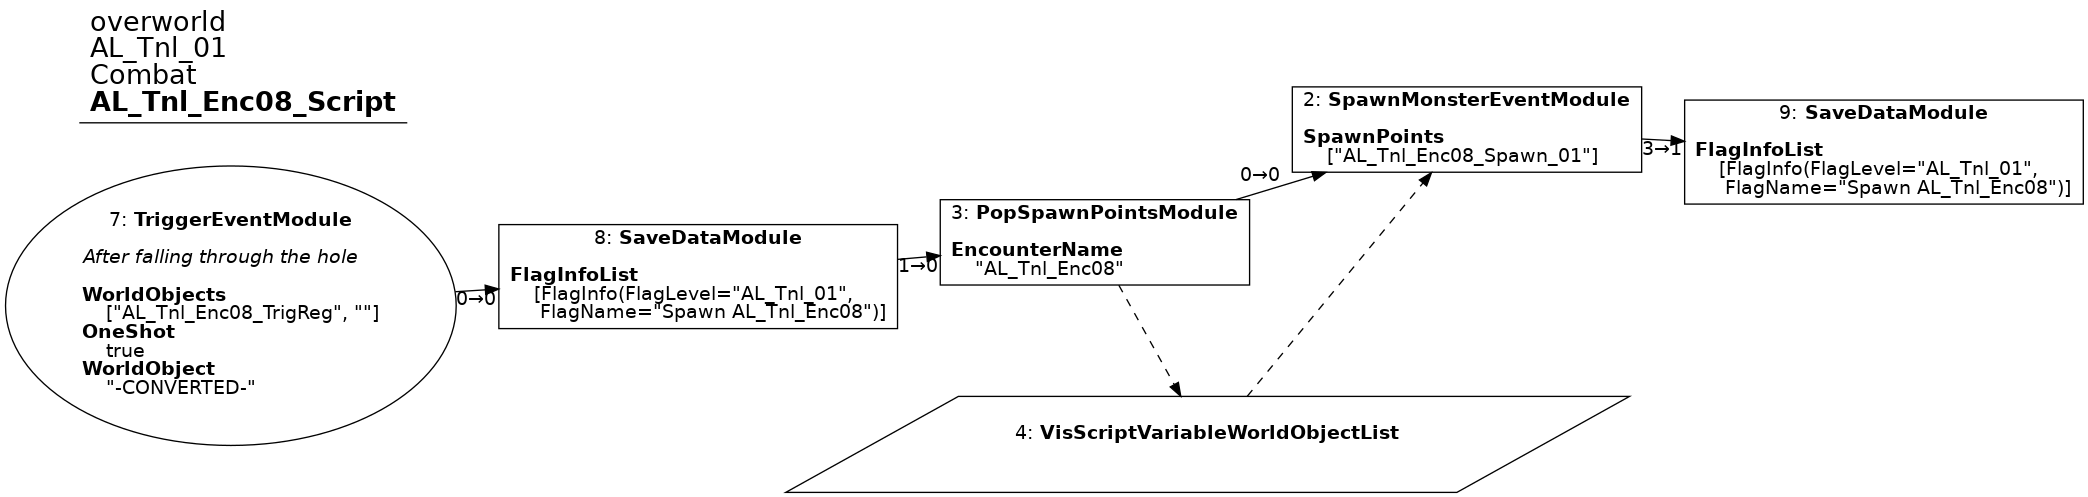 overworld
AL_Tnl_01
Combat
AL_Tnl_Enc08_Script
7: TriggerEventModule
After falling through the hole
WorldObjects
["AL_Tnl_Enc08_TrigReg", ""]
OneShot
true
WorldObject
"-CONVERTED-"
0→0
8: SaveDataModule
FlagInfoList
[FlagInfo(FlagLevel="AL_Tnl_01",
FlagName="Spawn AL_Tnl_Enc08")]
1→0
3: PopSpawnPointsModule
EncounterName
"AL_Tnl_Enc08"
0→0
2: SpawnMonsterEventModule
SpawnPoints
["AL_Tnl_Enc08_Spawn_01"]
3→1
9: SaveDataModule
FlagInfoList
[FlagInfo(FlagLevel="AL_Tnl_01",
FlagName="Spawn AL_Tnl_Enc08")]
4: VisScriptVariableWorldObjectList